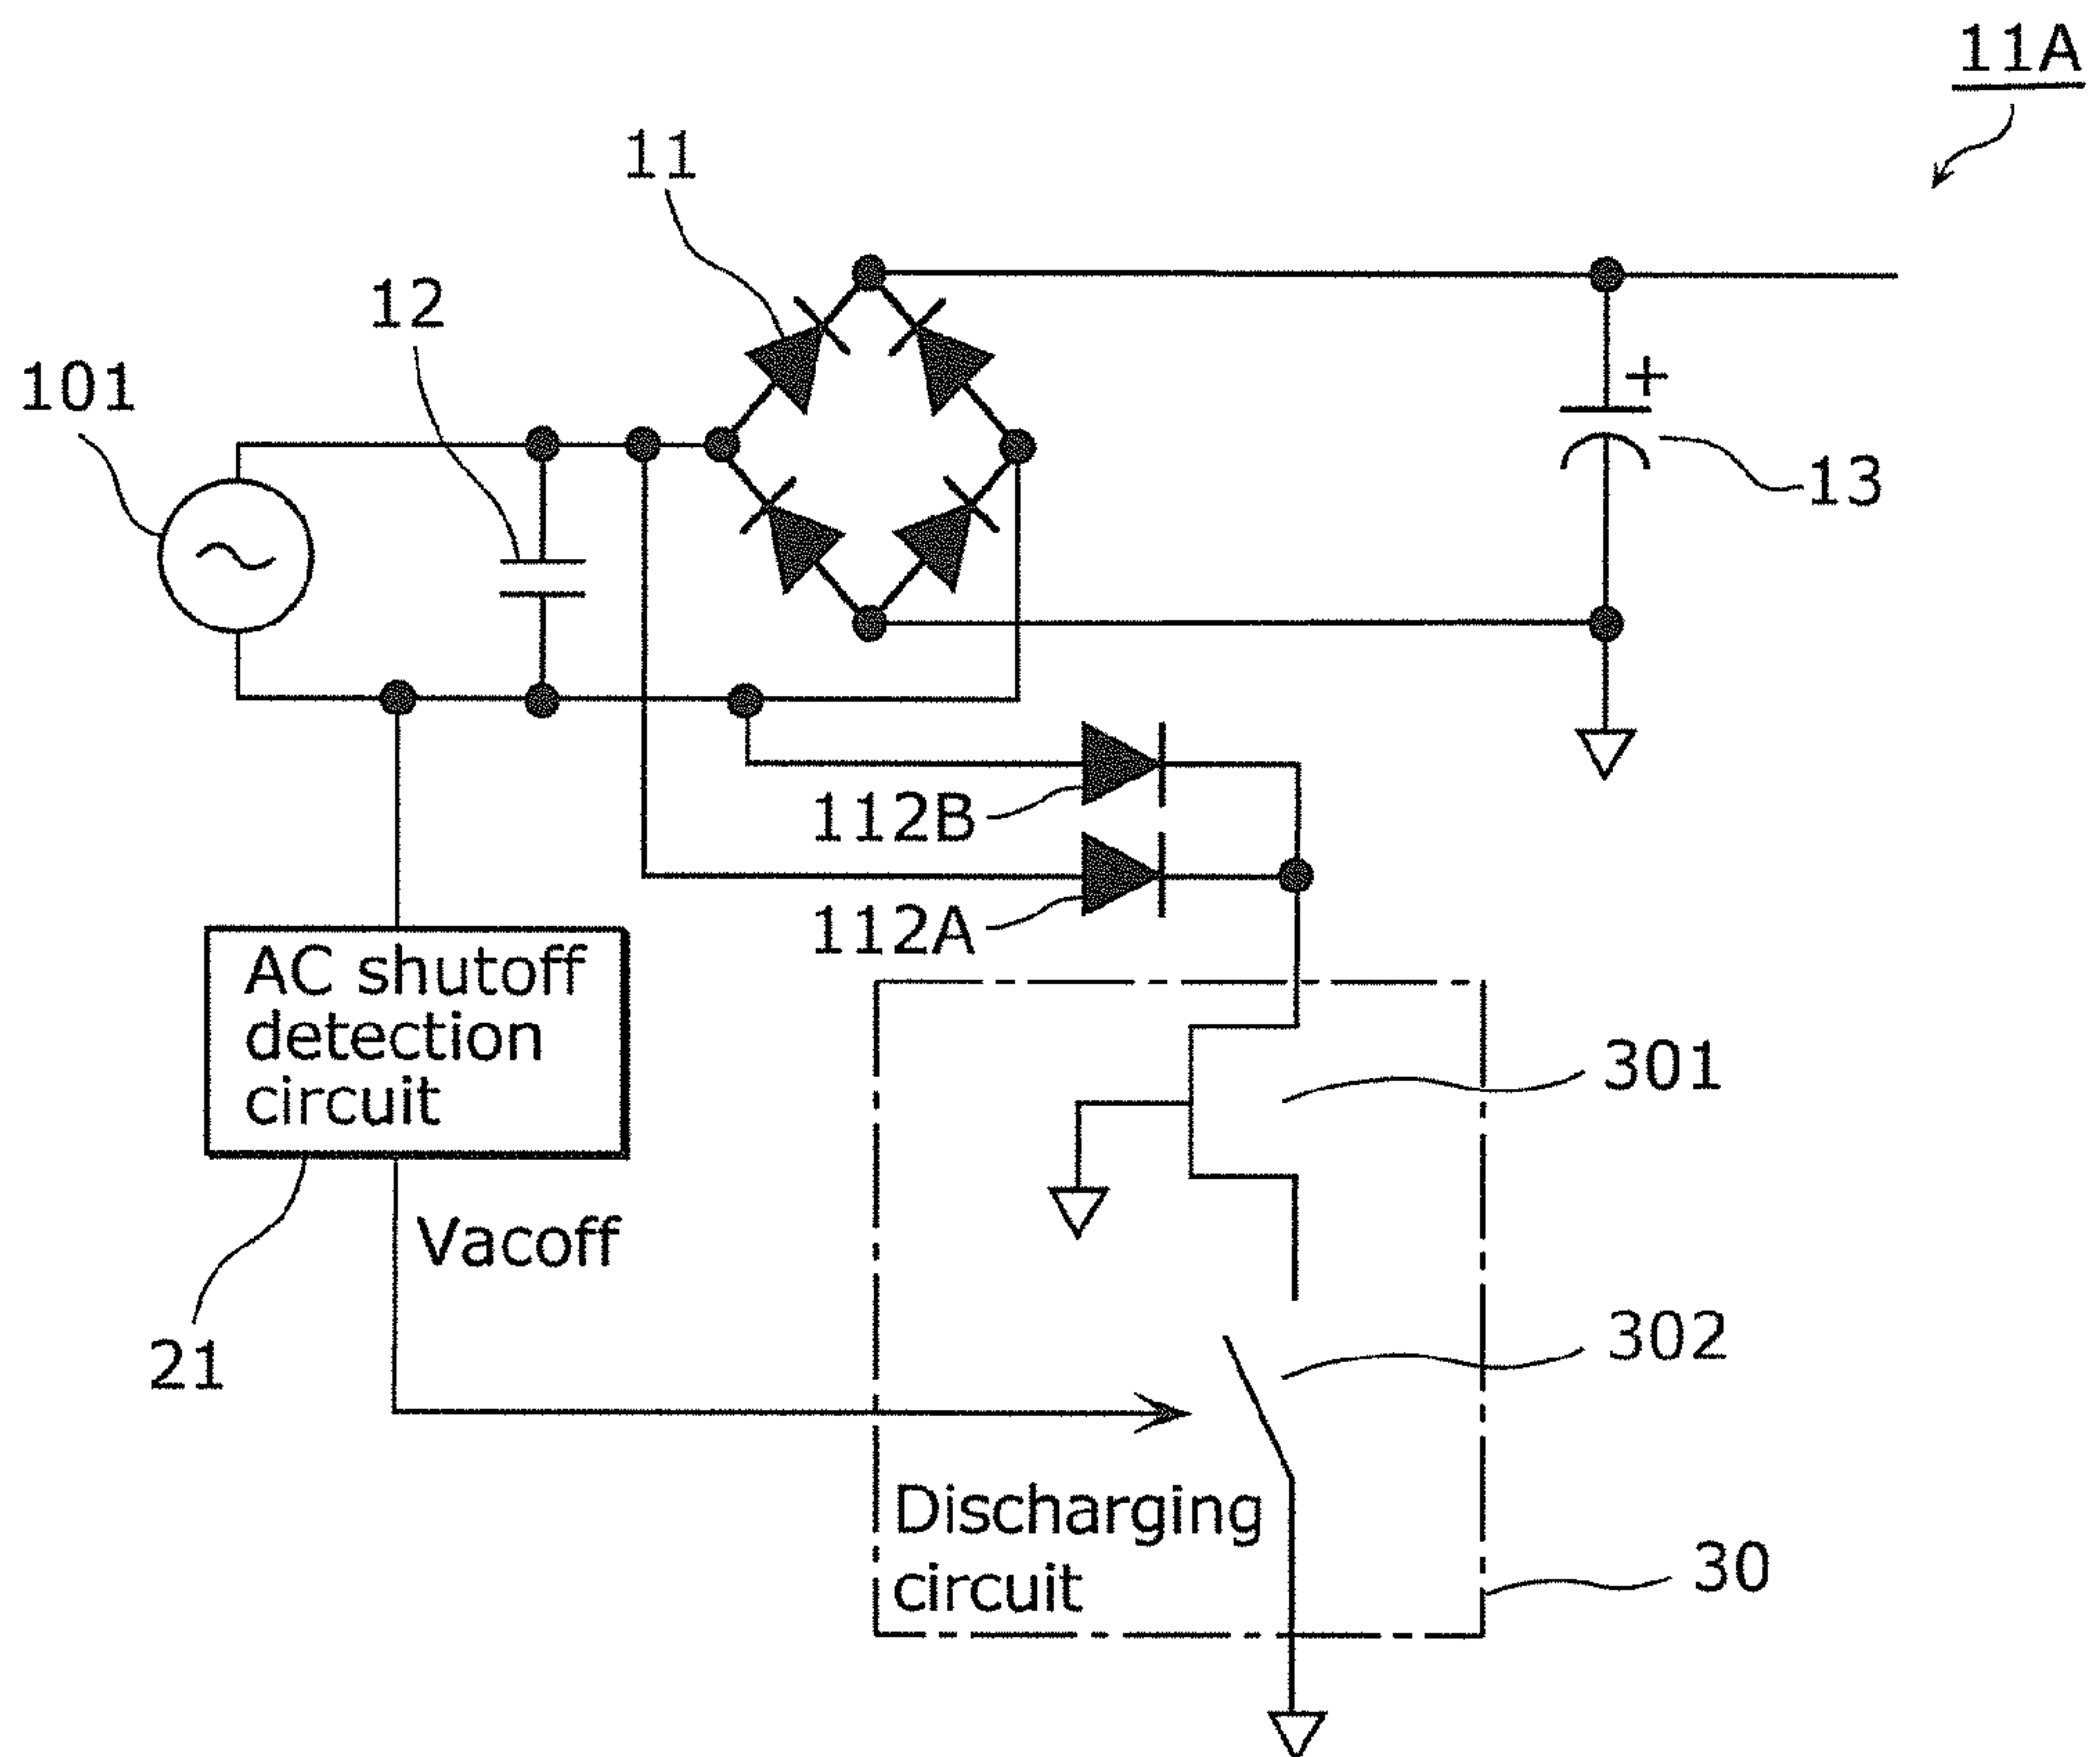 11A
11
12
101
+
13
112B
112A
AC shutoff
detection
circuit
301
Vacoff
21
302
Discharging
circuit
30